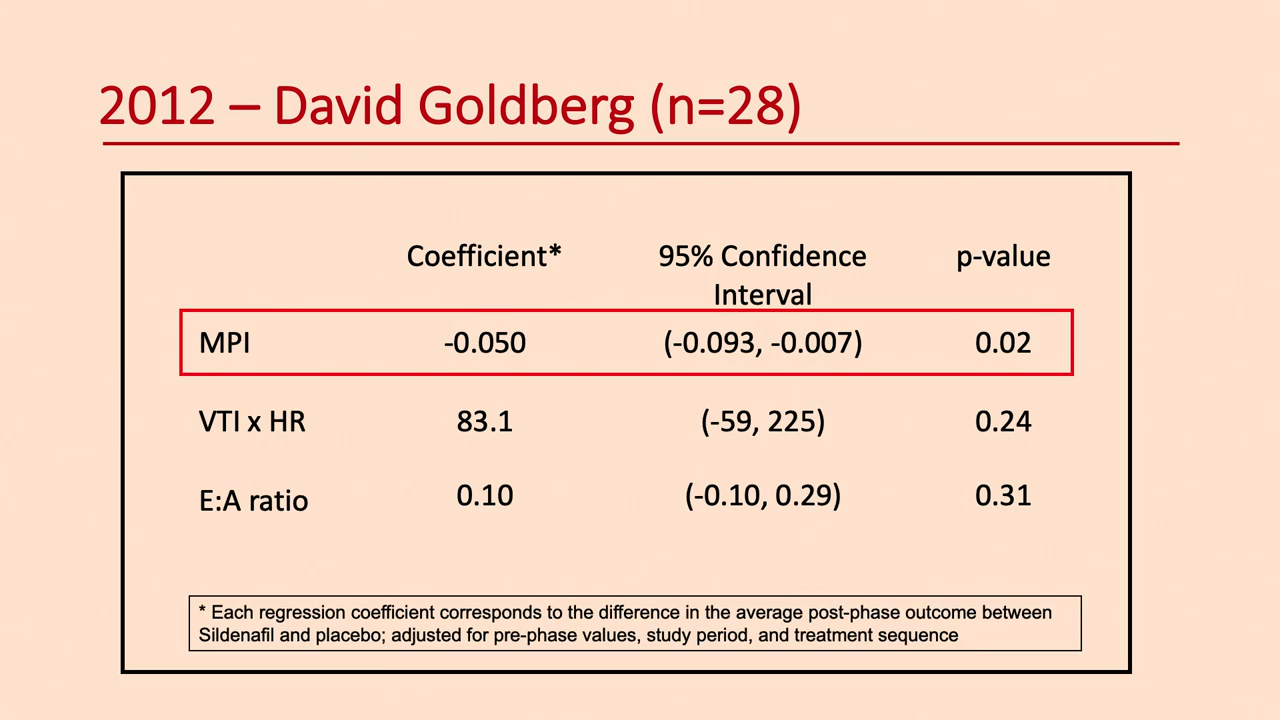 2012 – David Goldberg (n=28)
Coefficient* 95% Confidence Interval p-value
MPI -0.050 (-0.093, -0.007) 0.02
VTI x HR 83.1 (-59, 225) 0.24
E:A ratio 0.10 (-0.10, 0.29) 0.31
* Each regression coefficient corresponds to the difference in the average post-phase outcome between
Sildenafil and placebo; adjusted for pre-phase values, study period, and treatment sequence